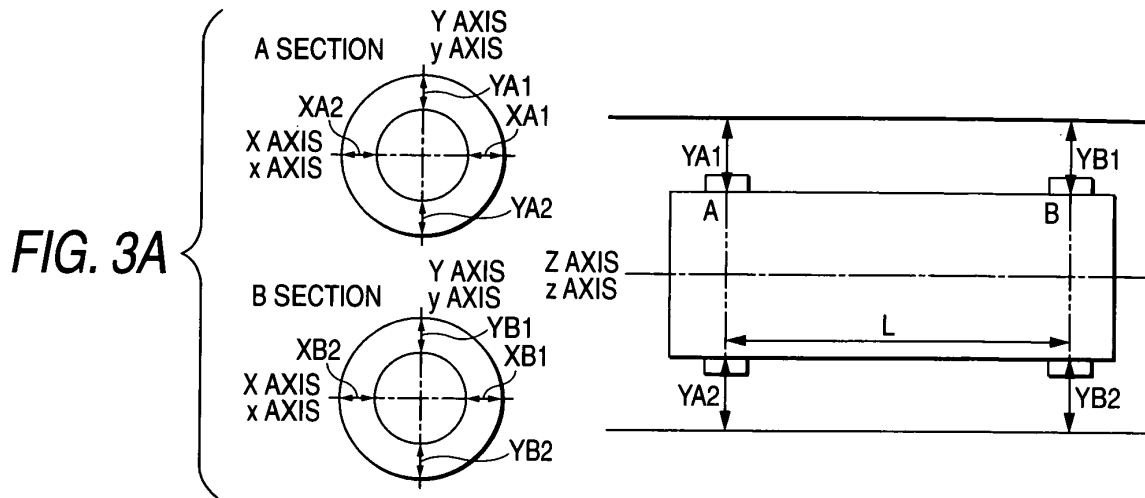 FIG. 3A
A SECTION
Y AXIS
y AXIS
YA1
XA2
XA1
X AXIS
x AXIS
YA2
B SECTION
Y AXIS
y AXIS
YB1
XB2
XB1
X AXIS
x AXIS
YB2
YA1
YB1
A
B
Z AXIS
z AXIS
L
YA2
YB2